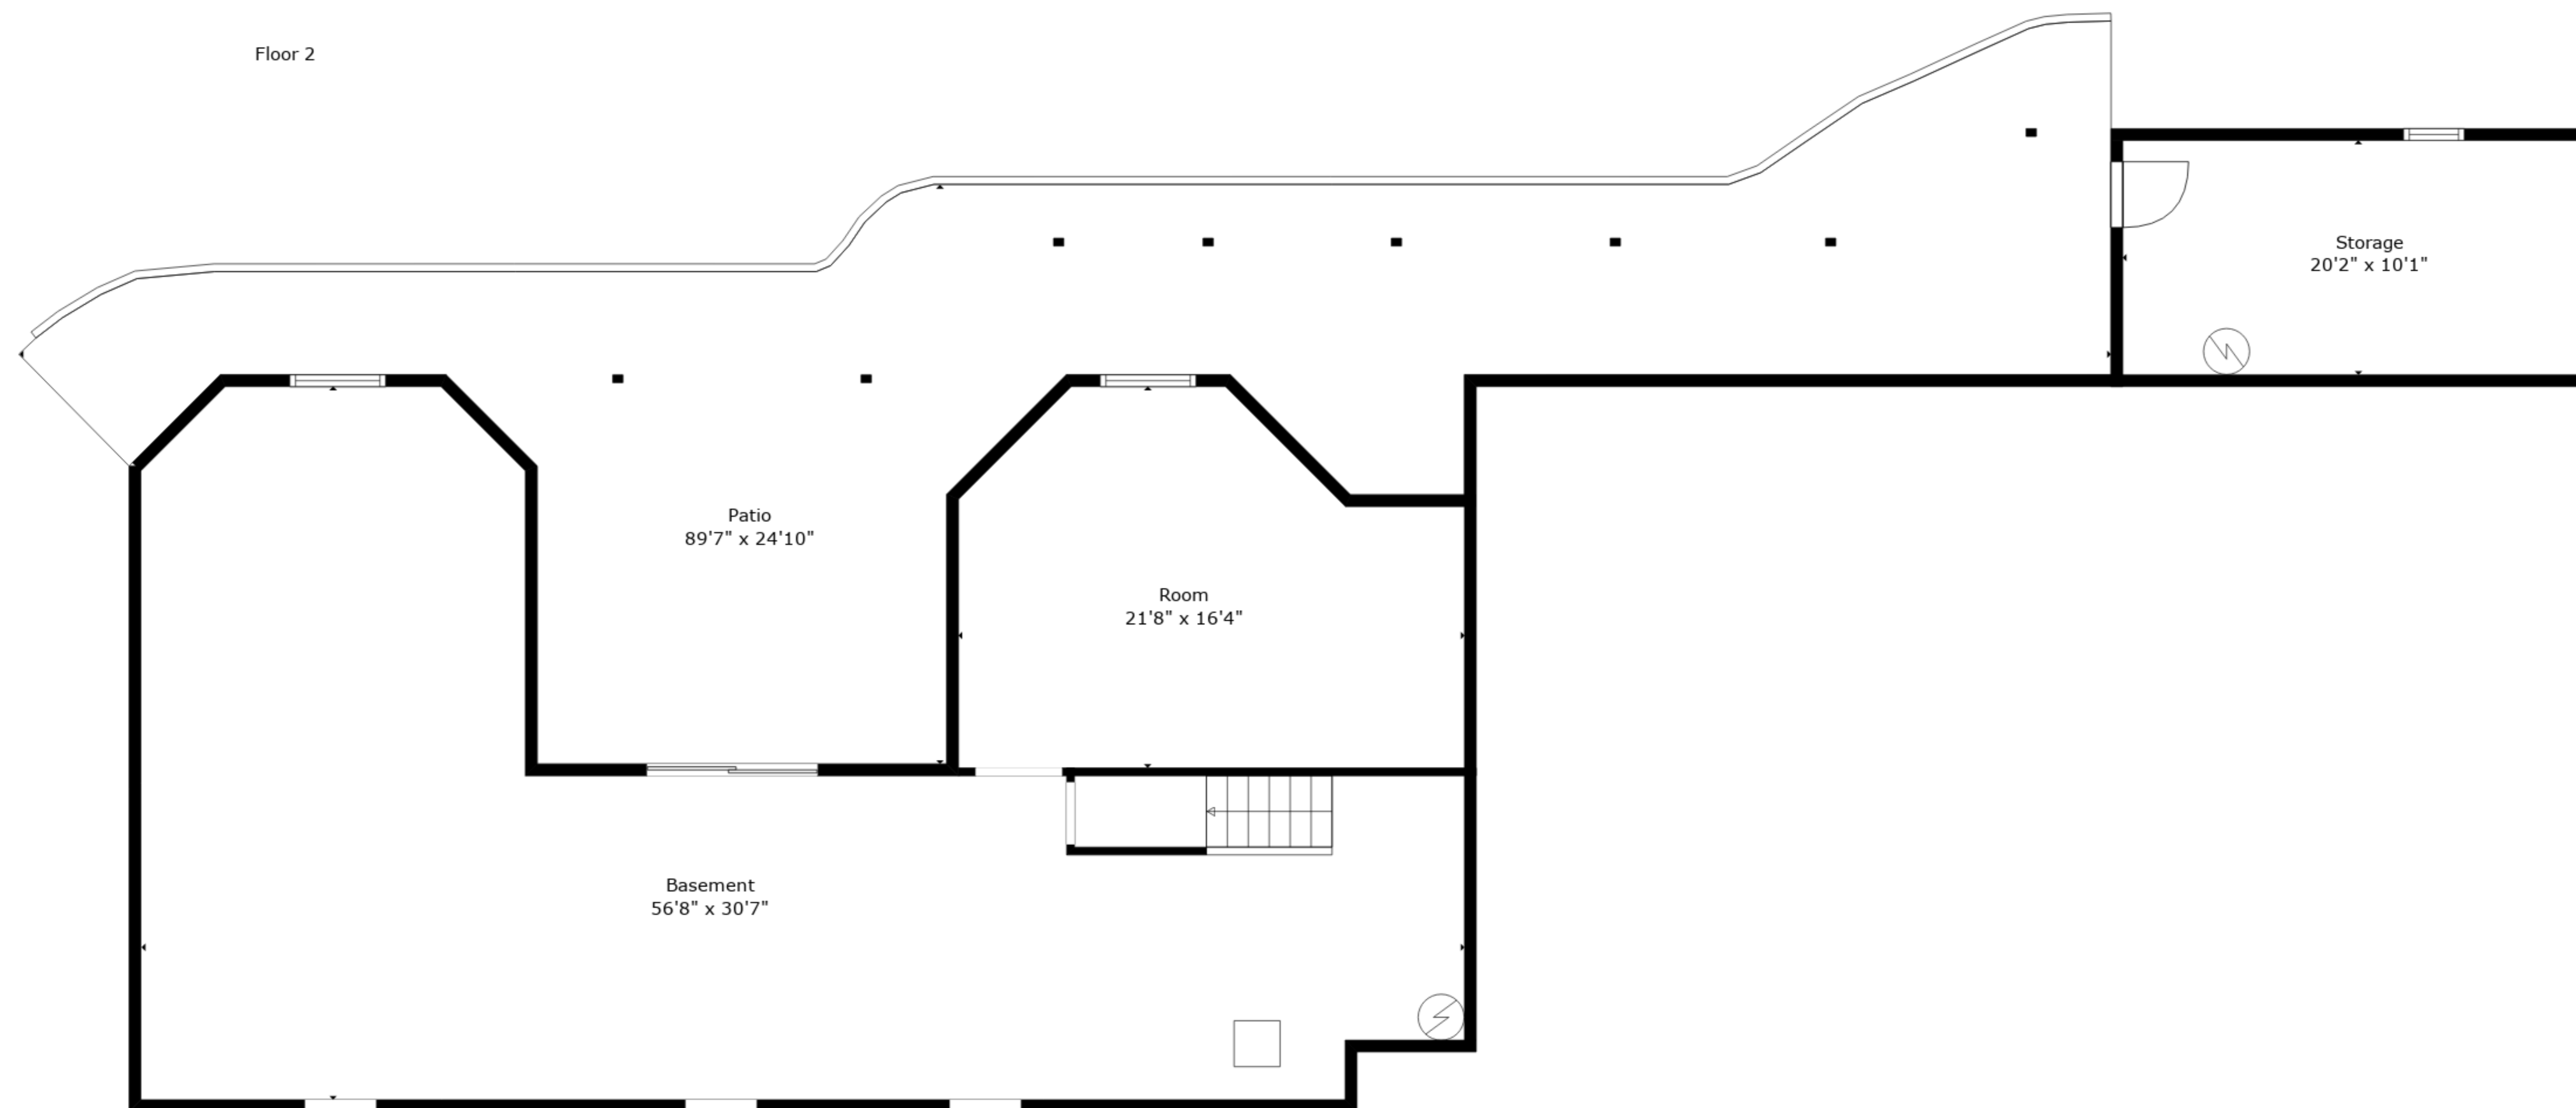 Floor 2
Storage
20'2" x 10'1"
Patio
89'7" x 24'10"
Room
21'8" x 16'4"
Basement
56'8" x 30'7"